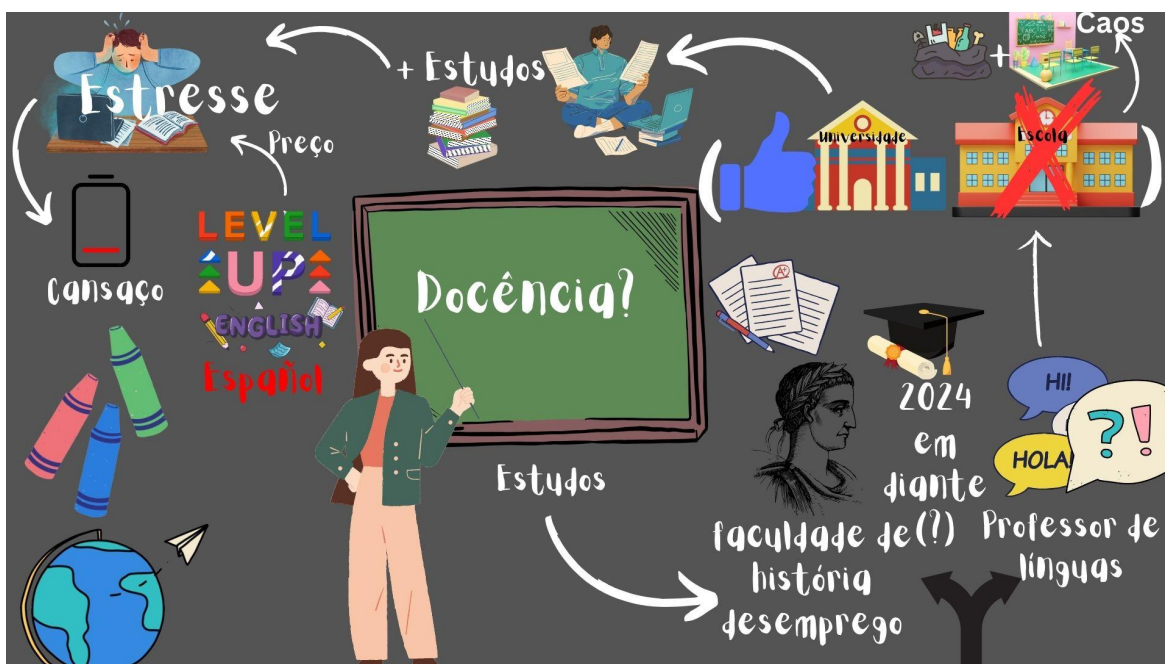 Caos
Estresse
+ Estudos
Preço
Universidade
Escola
LEVEL
UP
ENGLISH
Español
Cansaço
Docência?
A+
2024
em
diante
(?)
HI!
HOLA!
?!
Estudos
faculdade de
história
desemprego
Professor de
línguas